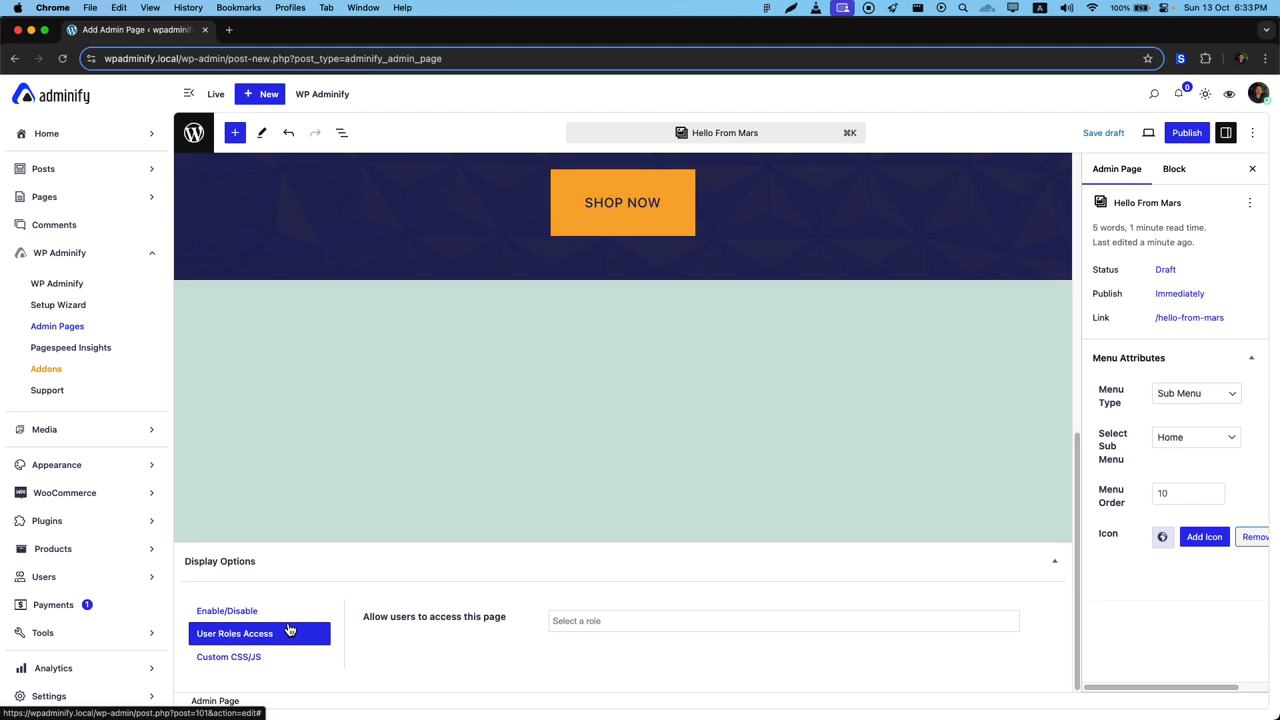 Chrome File Edit View History Bookmarks Profiles Tab Window Help A 100% Sun 13 Oct 6:33 PM
Add Admin Page ‹ wpadminif
wpadminify.local/wp-admin/post-new.php?post_type=adminify_admin_page S
adminify Live + New WP Adminify 0
Home
Posts
Pages
Comments
WP Adminify
WP Adminify
Setup Wizard
Admin Pages
Pagespeed Insights
Addons
Support
Media
Appearance
WooCommerce
Plugins
Products
Users
Payments 1
Tools
Analytics
Settings
Hello From Mars ⌘K Save draft Publish
SHOP NOW
Display Options
Enable/Disable
User Roles Access
Custom CSS/JS
Allow users to access this page Select a role
Admin Page
Admin Page Block
Hello From Mars
5 words, 1 minute read time.
Last edited a minute ago.
Status Draft
Publish Immediately
Link /hello-from-mars
Menu Attributes
Menu Type Sub Menu
Select Sub Menu Home
Menu Order 10
Icon Add Icon Remov
https://wpadminify.local/wp-admin/post.php?post=101&action=edit#